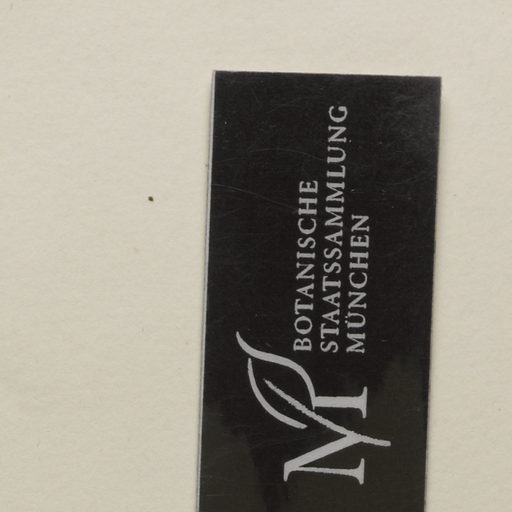 M
BOTANISCHE
STAATSSAMMLUNG
MÜNCHEN